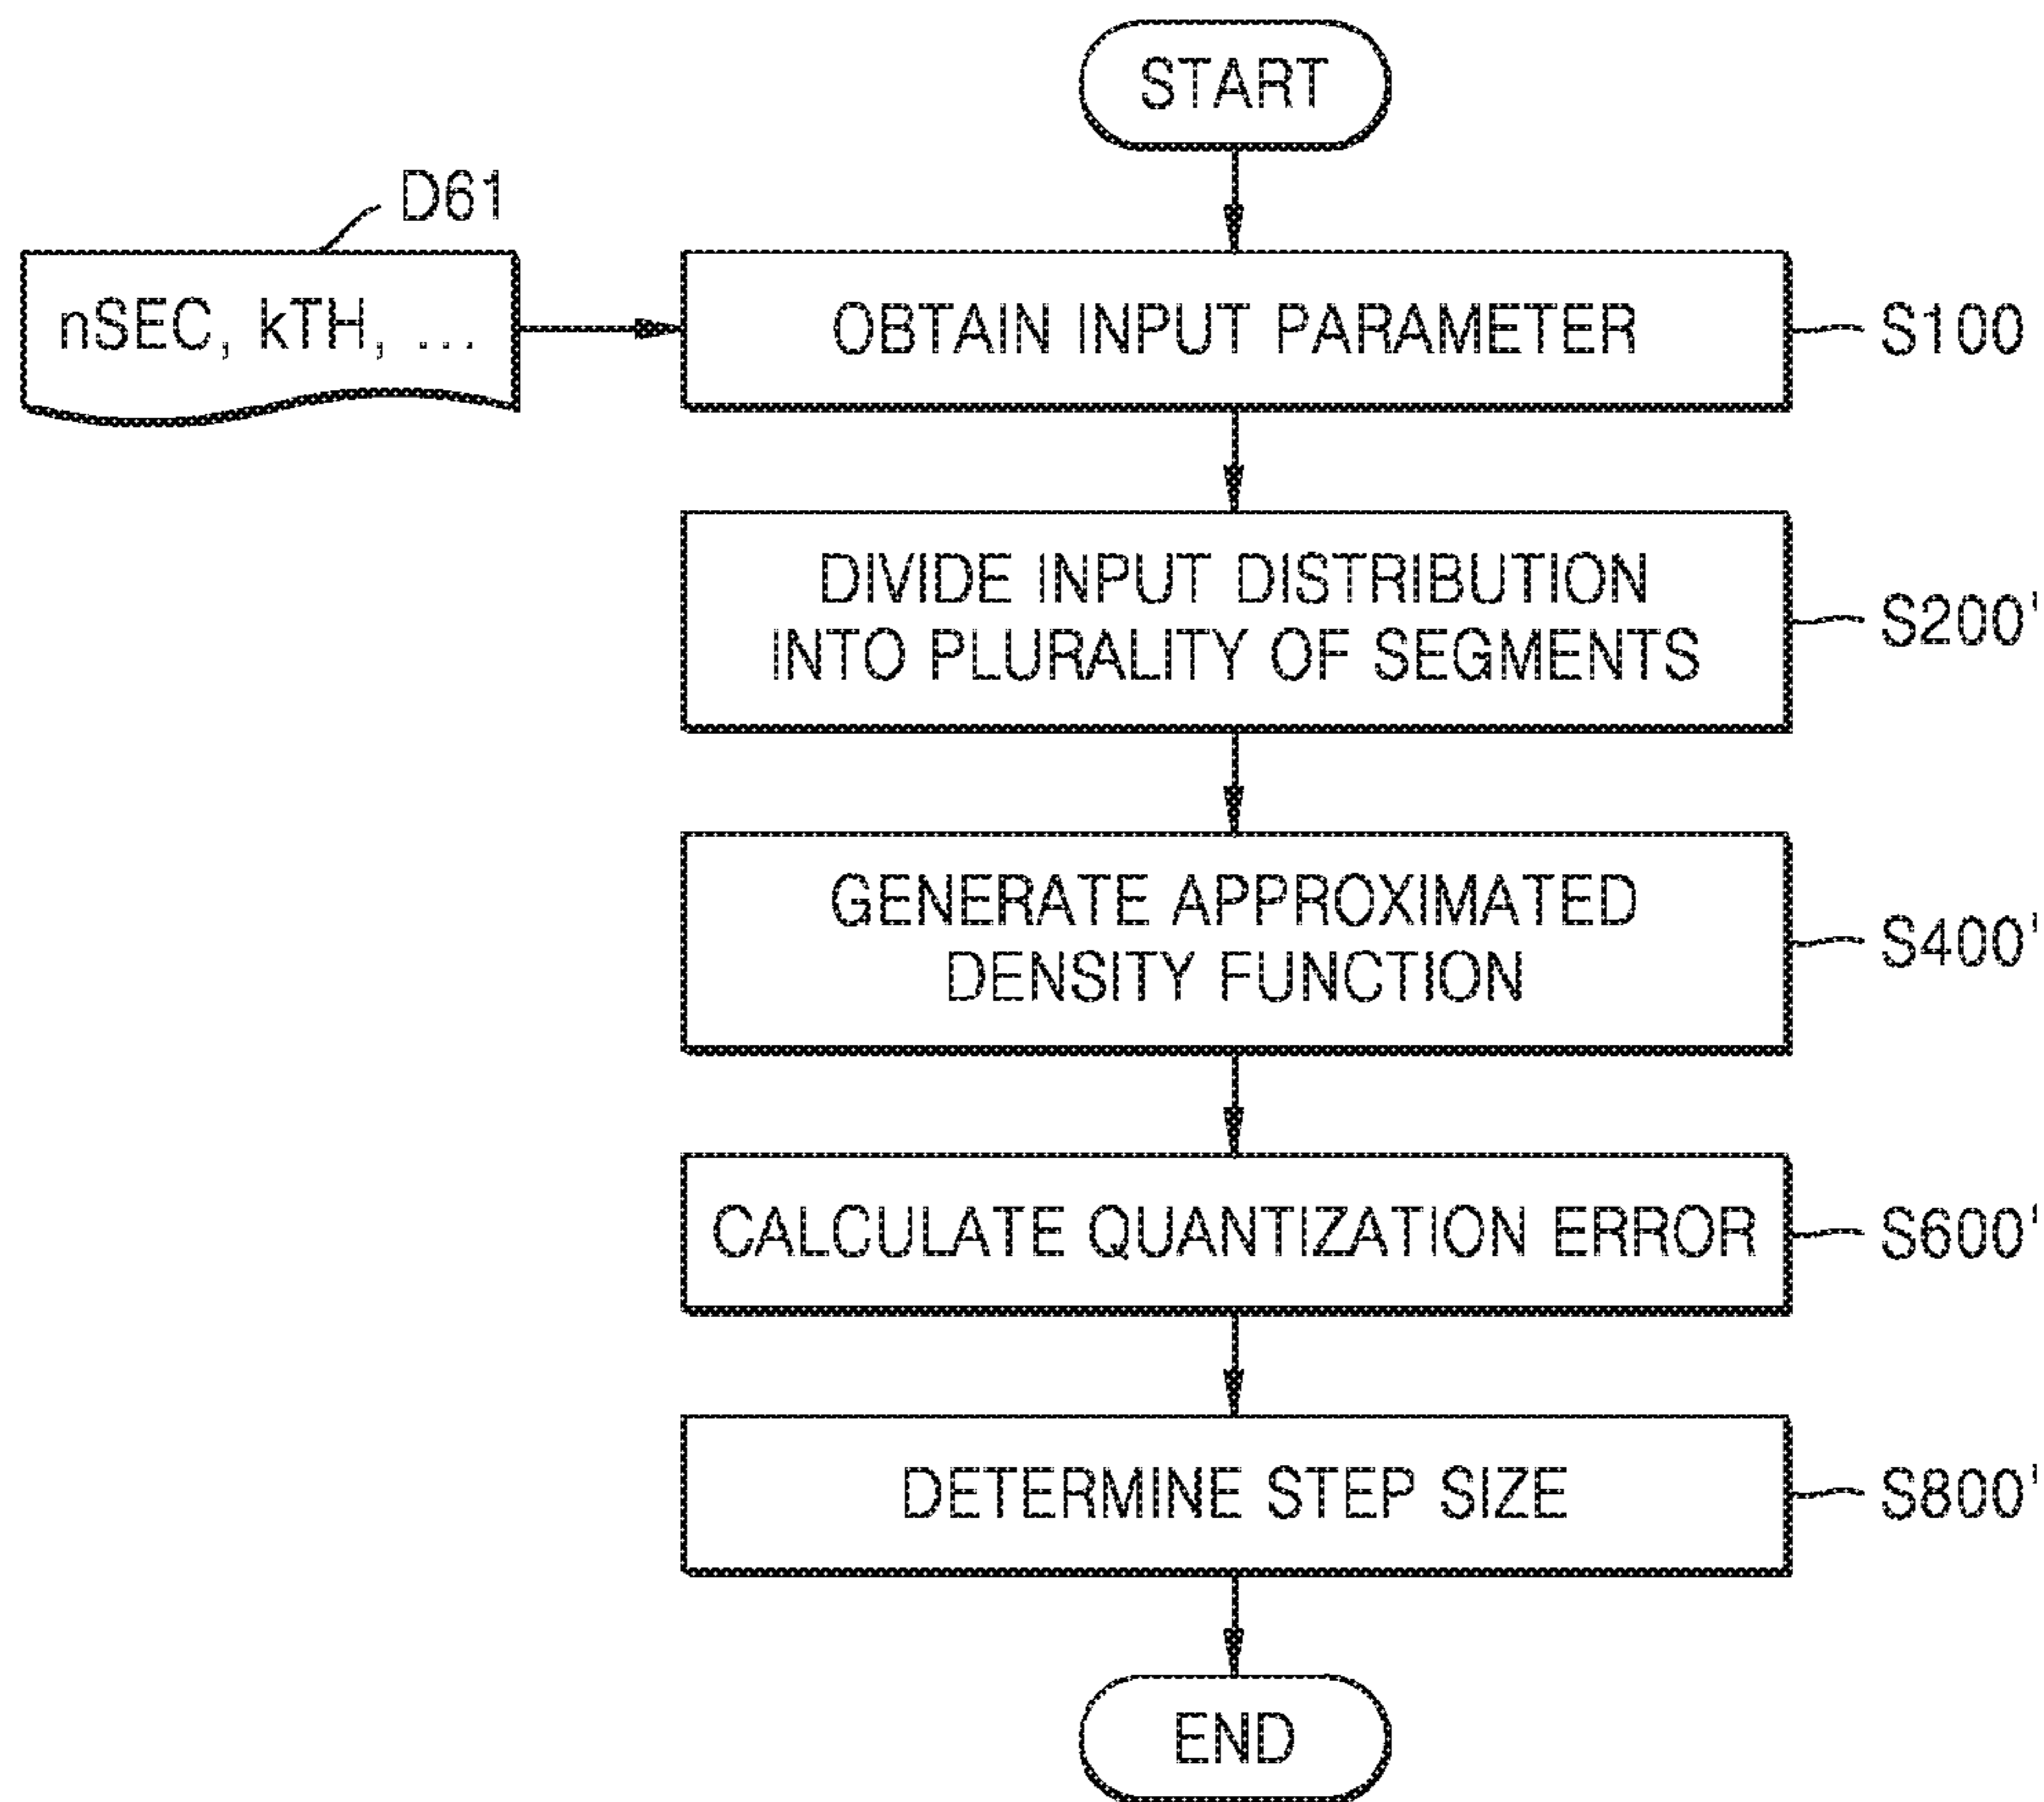 START
D61
nSEC, kTH, ...
OBTAIN INPUT PARAMETER
S100
DIVIDE INPUT DISTRIBUTION
INTO PLURALITY OF SEGMENTS
S200'
GENERATE APPROXIMATED
DENSITY FUNCTION
S400'
CALCULATE QUANTIZATION ERROR
S600'
DETERMINE STEP SIZE
S800'
END